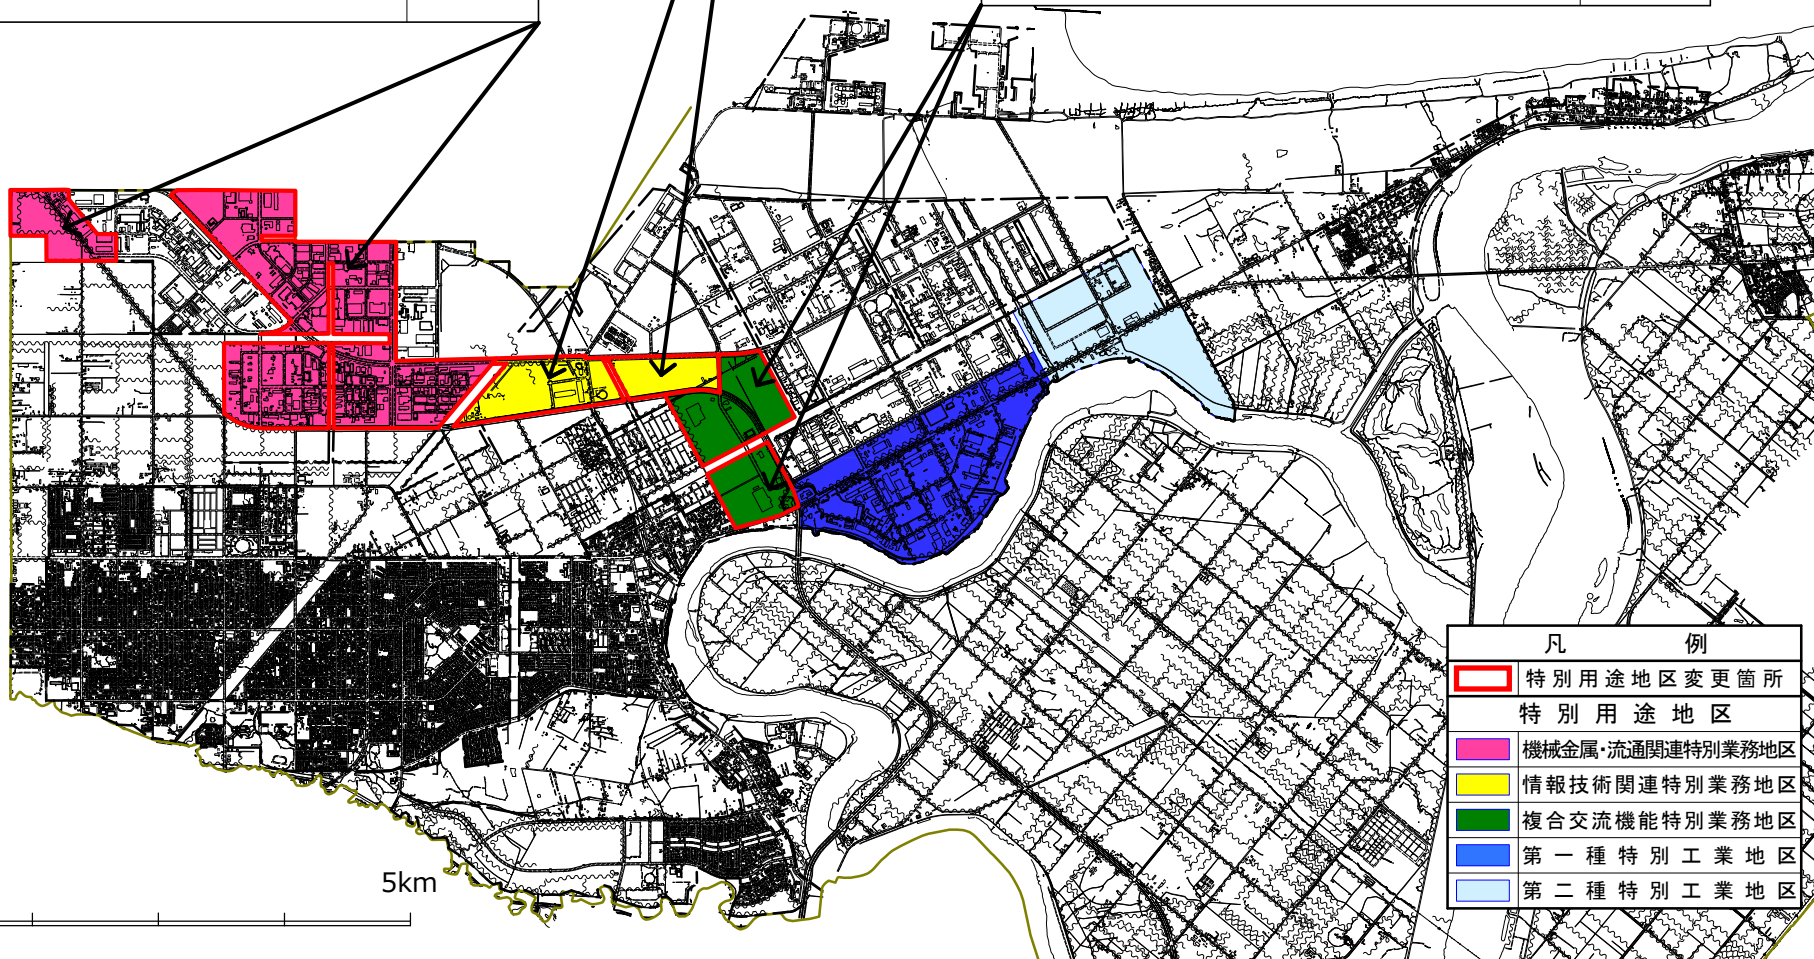 5km
凡例
特別用途地区変更箇所
特別用途地区
機械金属・流通関連特別業務地区
情報技術関連特別業務地区
複合交流機能特別業務地区
第一種特別工業地区
第二種特別工業地区